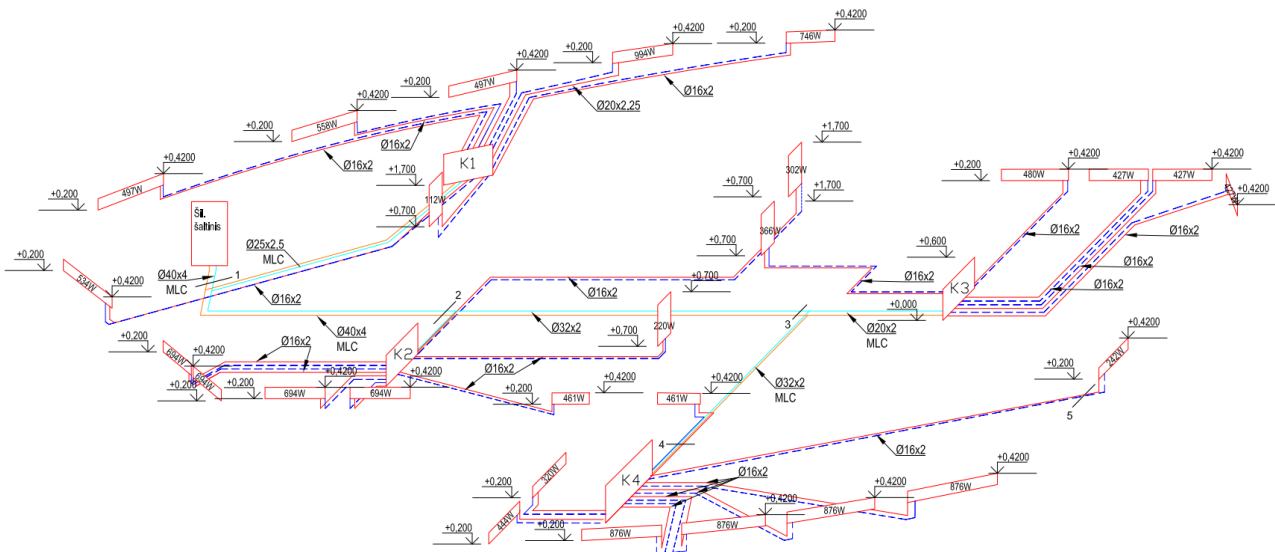 +0,4200
746W
+0,200
+0,4200
994W
+0,200
+0,4200
497W
+0,200
Ø20x2,25
Ø16x2
+0,4200
558W
+0,200
Ø16x2
Ø16x2
K1
+0,4200
497W
+0,200
+1,700
112W
+0,700
Šil.
šaltinis
Ø25x2,5
MLC
1
Ø40x4
MLC
Ø16x2
+0,200
534W
+0,4200
+1,700
302W
+1,700
+0,700
366W
+0,700
+0,700
Ø16x2
Ø16x2
+0,200
480W
+0,4200
427W
427W
+0,4200
+0,4200
Ø16x2
Ø16x2
Ø16x2
Ø16x2
+0,600
K3
+0,000
2
Ø40x4
MLC
Ø32x2
3
Ø20x2
MLC
+0,700
220W
K2
+0,200
694W
+0,4200
694W
Ø16x2
+0,200
+0,200
694W
+0,4200
694W
+0,4200
Ø16x2
+0,200
461W
+0,4200
461W
+0,4200
Ø32x2
MLC
+0,4200
242W
+0,200
5
Ø16x2
4
K4
Ø16x2
320W
+0,200
444W
+0,200
+0,200
876W
876W
+0,4200
876W
+0,4200
876W
+0,4200